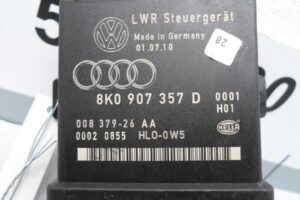 LWR Steuergerät
Made in Germany
01.07.10
28
8K0 907 357 D 0001
H01
008 379-26 AA
0002 0855 HLO-0W5
HELLA